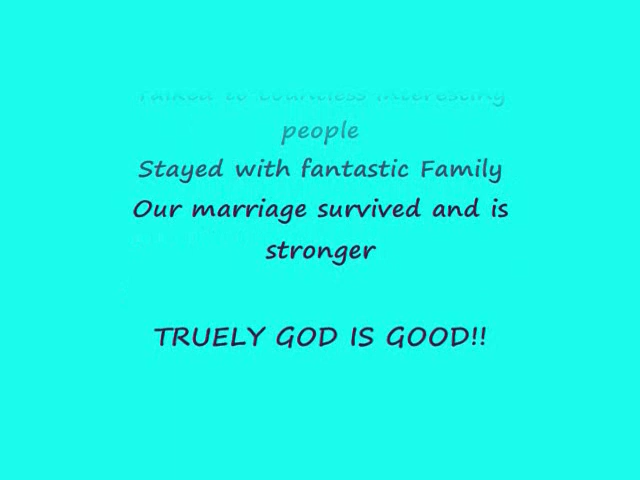 Talked to countless interesting
people
Stayed with fantastic Family
Our marriage survived and is
stronger
TRUELY GOD IS GOOD!!